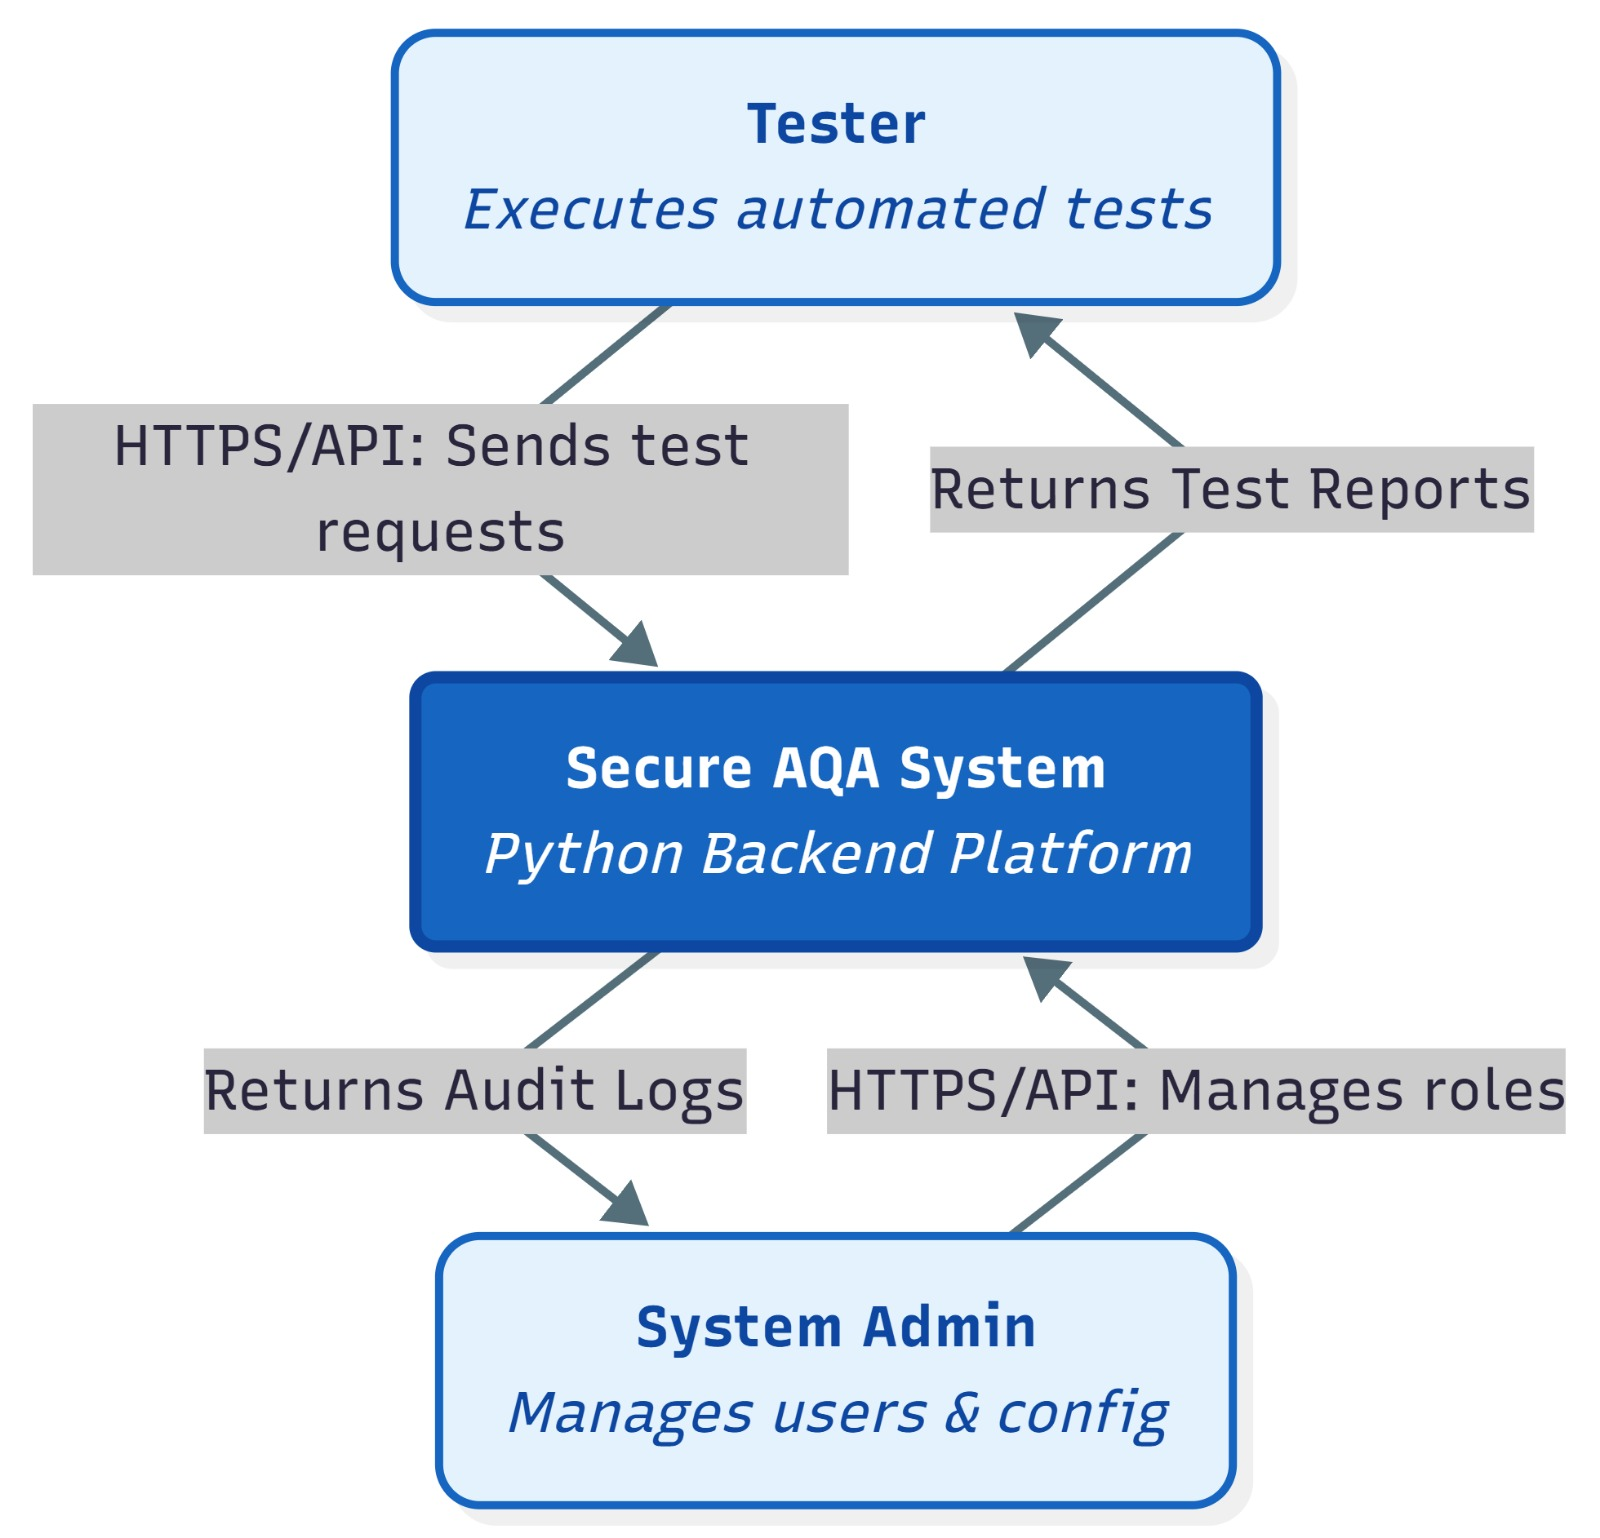 Tester
Executes automated tests
HTTPS/API: Sends test
requests
Returns Test Reports
Secure AQA System
Python Backend Platform
Returns Audit Logs
HTTPS/API: Manages roles
System Admin
Manages users & config